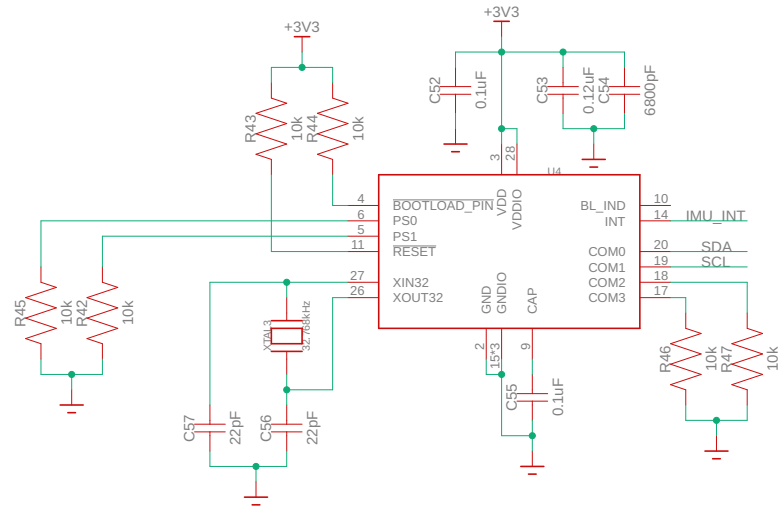 +3V3
+3V3
C52
0.1uF
C53
0.12uF
C54
6800pF
R43
10k
R44
10k
3
28
U4
VDD
VDDIO
4
BOOTLOAD_PIN
6
PS0
5
PS1
11
RESET
27
XIN32
26
XOUT32
BL_IND
10
INT
14
IMU_INT
COM0
20
SDA
COM1
19
SCL
COM2
18
COM3
17
GND
GNDIO
CAP
2
15*3
9
R45
10k
R42
10k
XTAL3
32.768kHz
R46
10k
R47
10k
C55
0.1uF
C57
22pF
C56
22pF